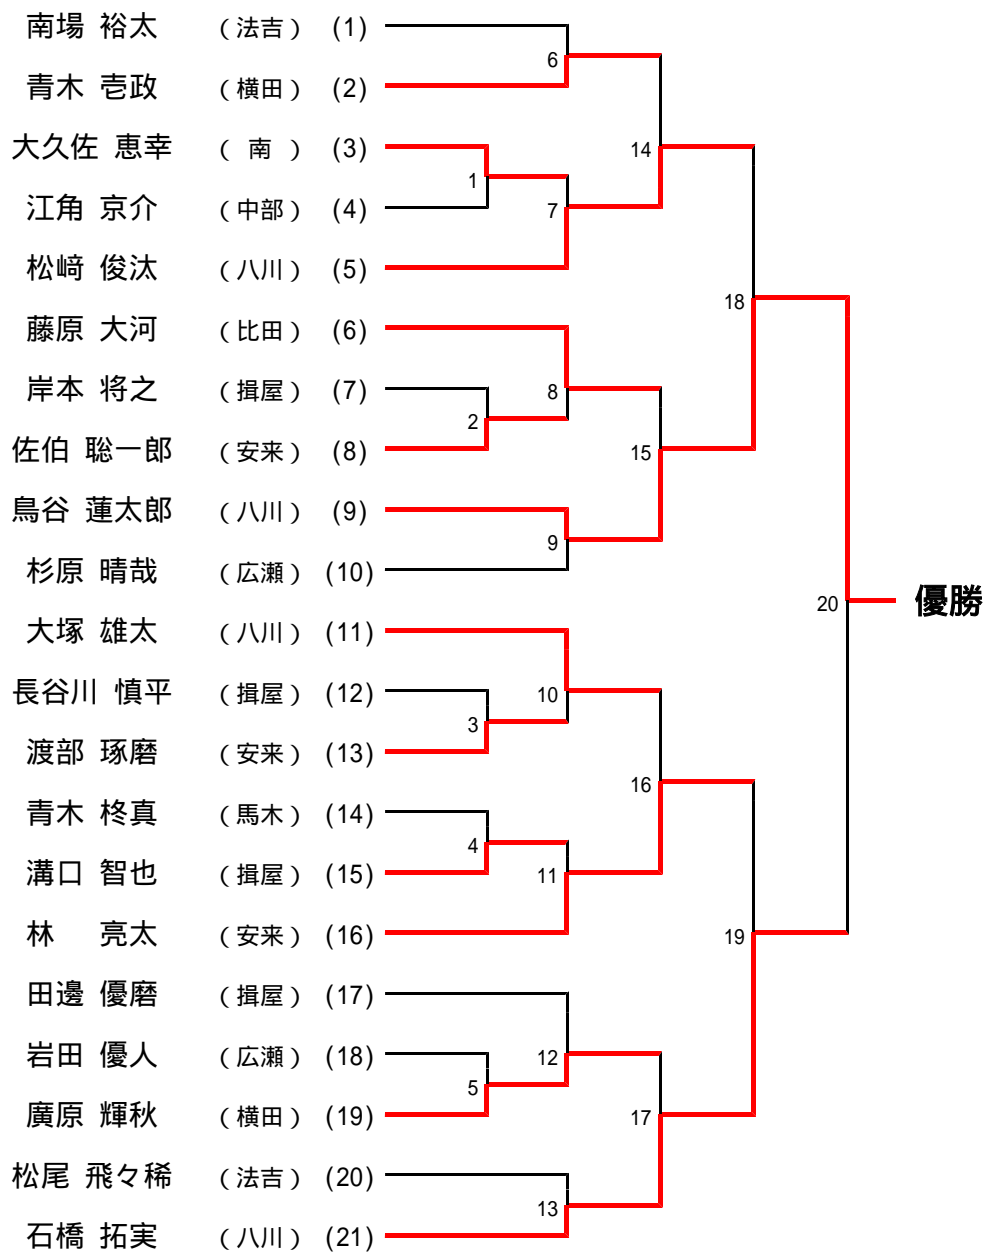 南場 裕太 （法吉） (1)
6
青木 壱政 （横田） (2)
大久佐 恵幸 （ 南 ） (3)
14
1
江角 京介 （中部） (4)
7
松﨑 俊汰 （八川） (5)
18
藤原 大河 （比田） (6)
岸本 将之 （揖屋） (7)
8
2
佐伯 聡一郎 （安来） (8)
15
鳥谷 蓮太郎 （八川） (9)
9
杉原 晴哉 （広瀬） (10)
20 優勝
大塚 雄太 （八川） (11)
長谷川 慎平 （揖屋） (12)
10
3
渡部 琢磨 （安来） (13)
16
青木 柊真 （馬木） (14)
4
溝口 智也 （揖屋） (15)
11
林 亮太 （安来） (16)
19
田邊 優磨 （揖屋） (17)
岩田 優人 （広瀬） (18)
12
5
廣原 輝秋 （横田） (19)
17
松尾 飛々稀 （法吉） (20)
13
石橋 拓実 （八川） (21)